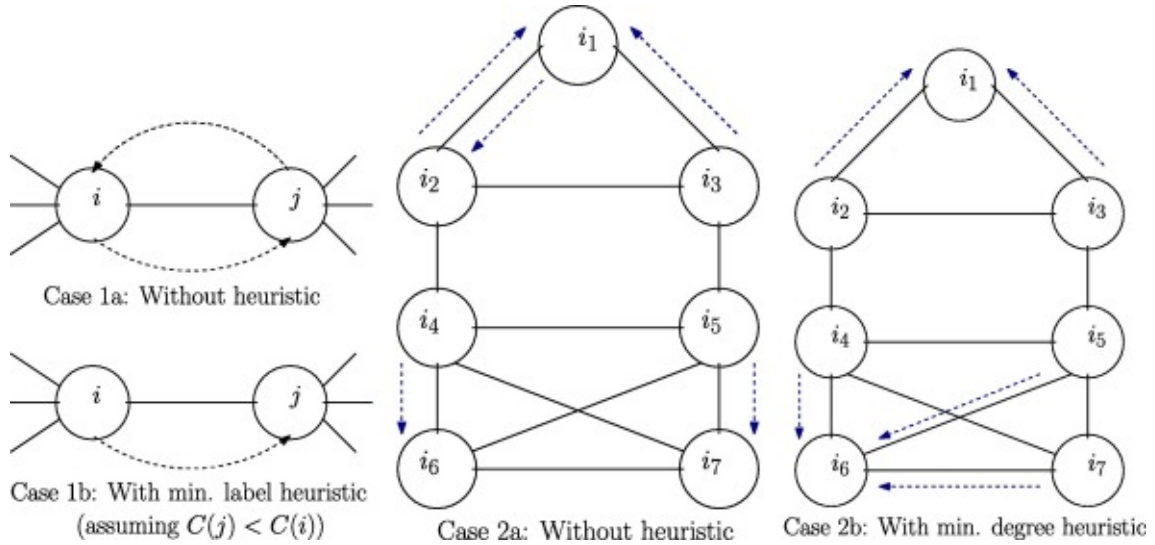 i
j
Case 1a: Without heuristic
i
j
Case 1b: With min. label heuristic
(assuming C(j) < C(i))
i₁
i₂
i₃
i₄
i₅
i₆
i₇
Case 2a: Without heuristic
i₁
i₂
i₃
i₄
i₅
i₆
i₇
Case 2b: With min. degree heuristic